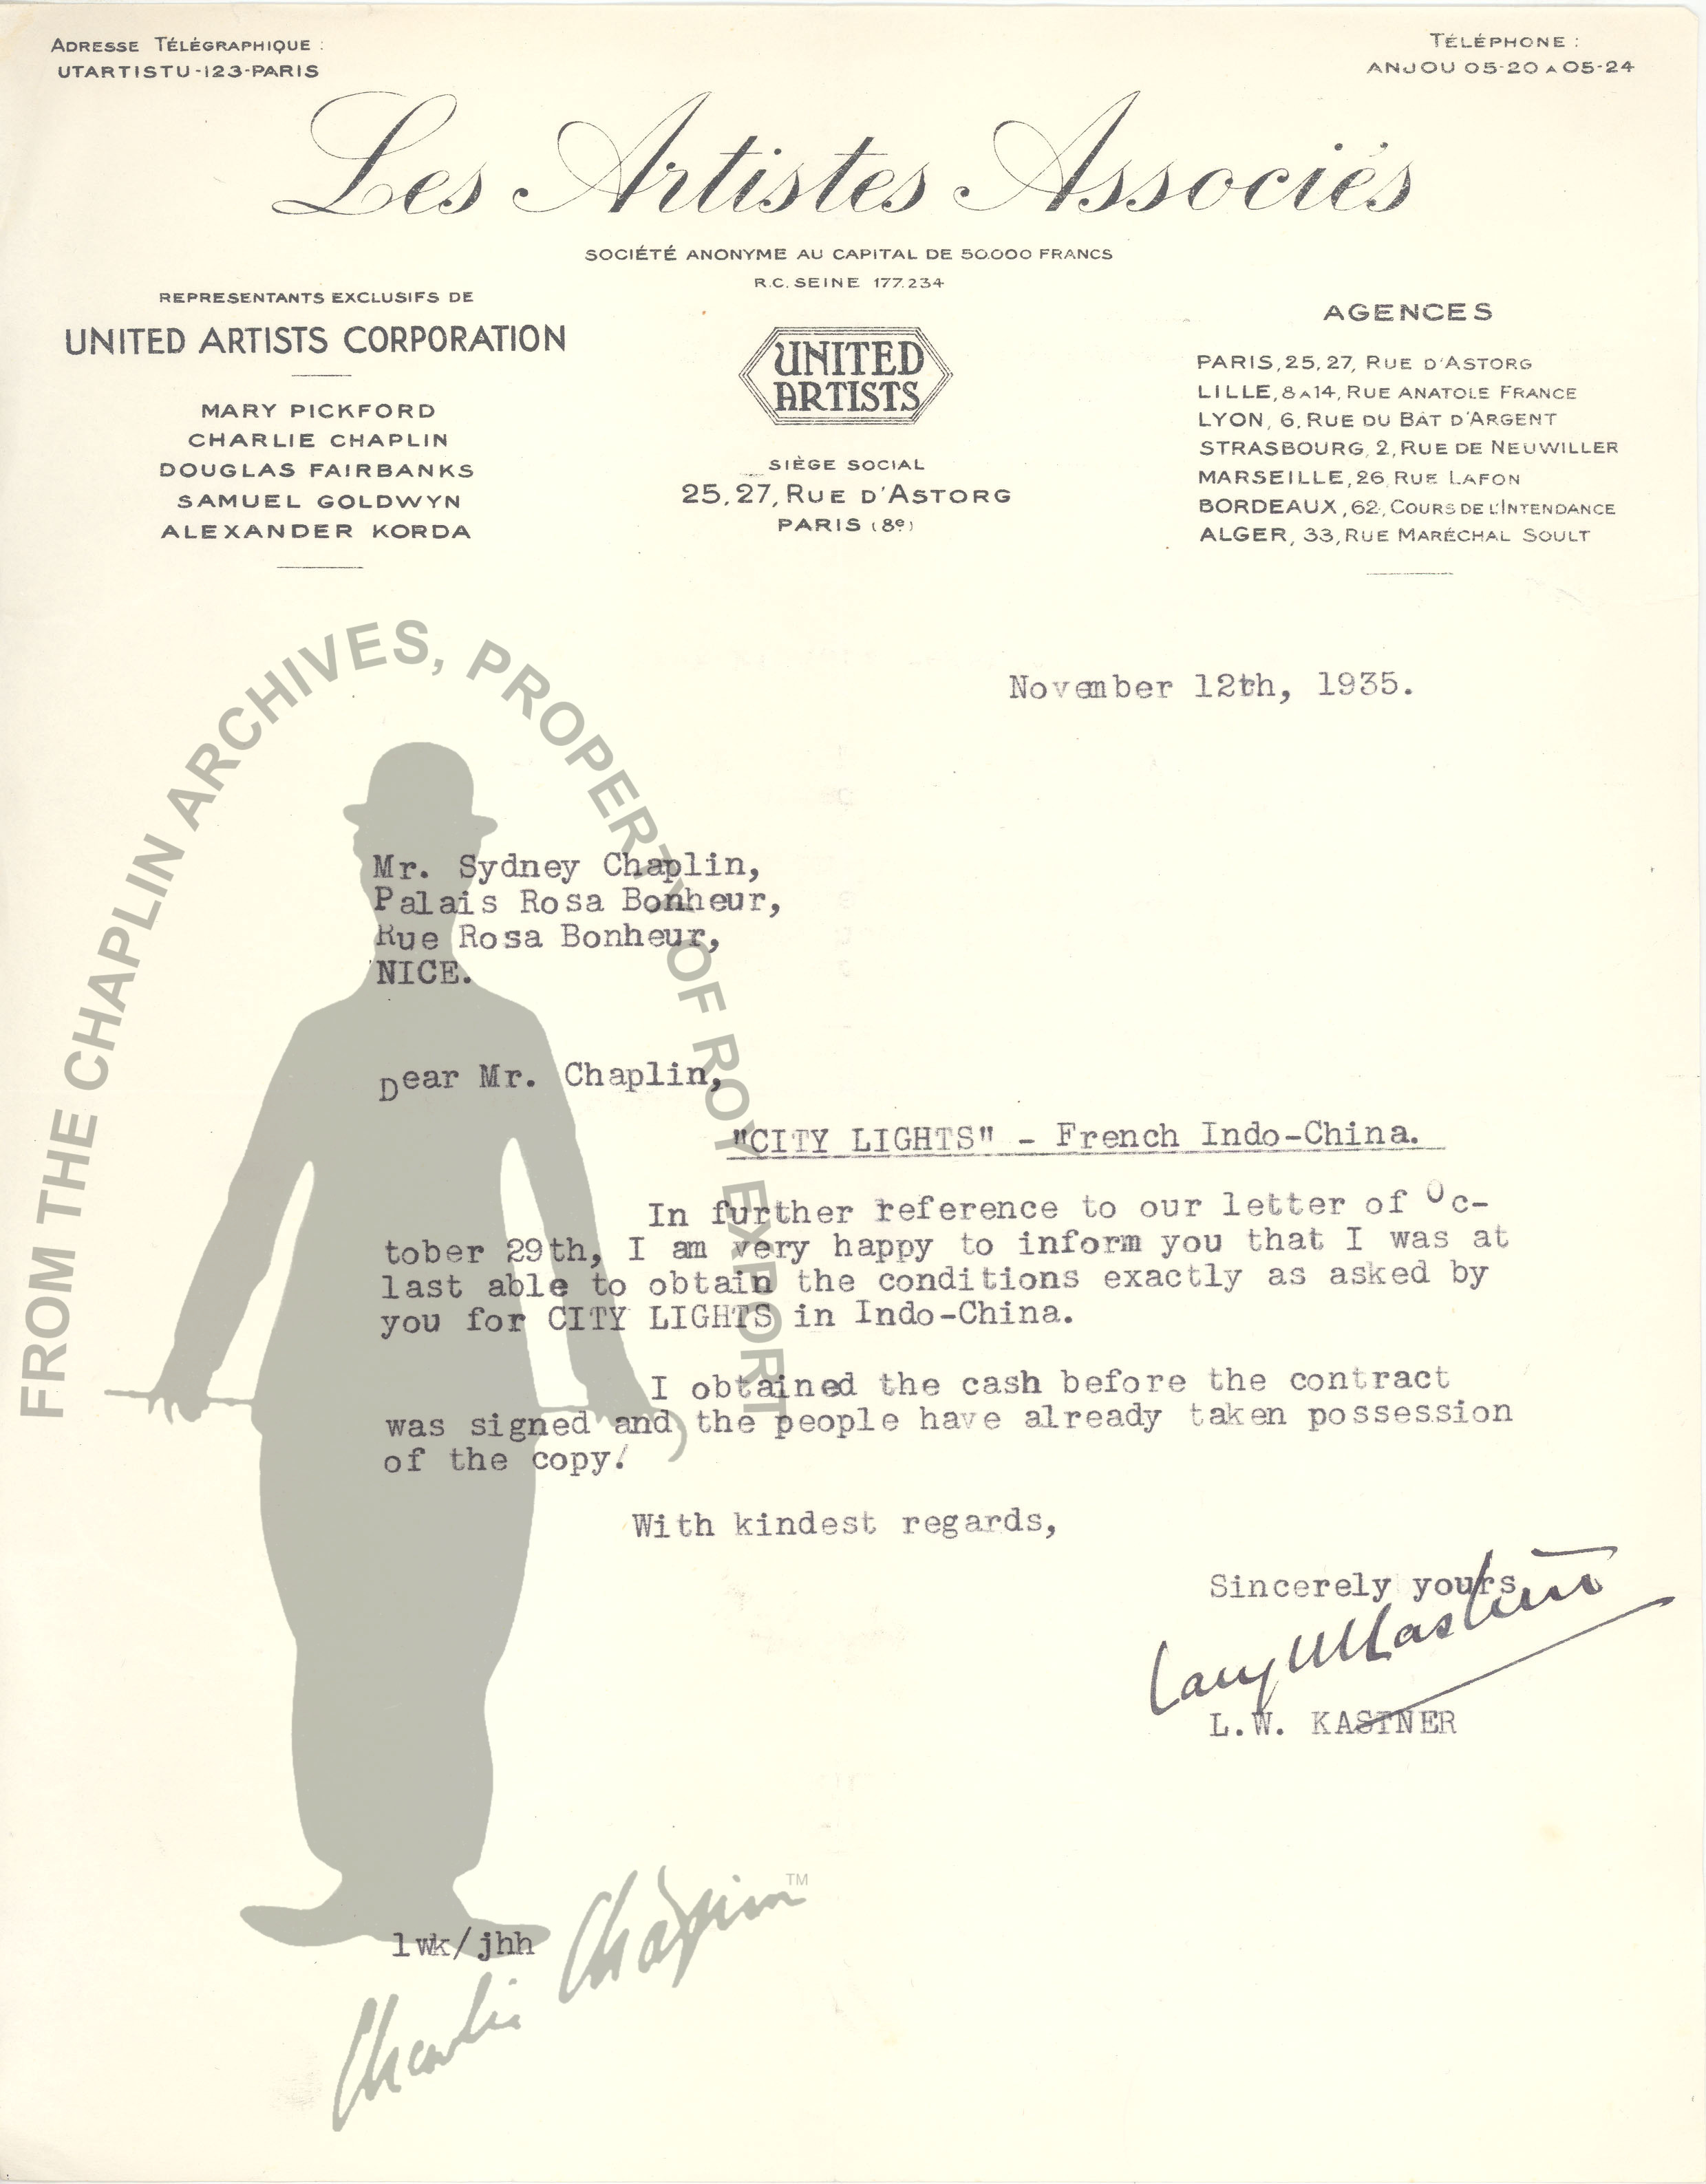 ADRESSE TÉLÉGRAPHIQUE :
UTARTISTU-123-PARIS
TÉLÉPHONE :
ANJOU 05-20 A 05-24
Les Artistes Associés
SOCIÉTÉ ANONYME AU CAPITAL DE 50.000 FRANCS
R.C. SEINE 177.234
REPRESENTANTS EXCLUSIFS DE
UNITED ARTISTS CORPORATION
MARY PICKFORD
CHARLIE CHAPLIN
DOUGLAS FAIRBANKS
SAMUEL GOLDWYN
ALEXANDER KORDA
UNITED
ARTISTS
SIÈGE SOCIAL
25, 27, RUE D'ASTORG
PARIS (8e)
AGENCES
PARIS, 25, 27, RUE D'ASTORG
LILLE, 8 A 14, RUE ANATOLE FRANCE
LYON, 6, RUE DU BÂT D'ARGENT
STRASBOURG, 2, RUE DE NEUWILLER
MARSEILLE, 26, RUE LAFON
BORDEAUX, 62, COURS DE L'INTENDANCE
ALGER, 33, RUE MARÉCHAL SOULT
FROM THE CHAPLIN ARCHIVES, PROPERTY OF ROY EXPORT
November 12th, 1935.
Mr. Sydney Chaplin,
Palais Rosa Bonheur,
Rue Rosa Bonheur,
NICE.
Dear Mr. Chaplin,
"CITY LIGHTS" - French Indo-China.
In further reference to our letter of Oc-
tober 29th, I am very happy to inform you that I was at
last able to obtain the conditions exactly as asked by
you for CITY LIGHTS in Indo-China.
I obtained the cash before the contract
was signed and the people have already taken possession
of the copy!
With kindest regards,
Sincerely yours
Larry W Kastner
L.W. KASTNER
lwk/jhh
Charlie Chaplin TM